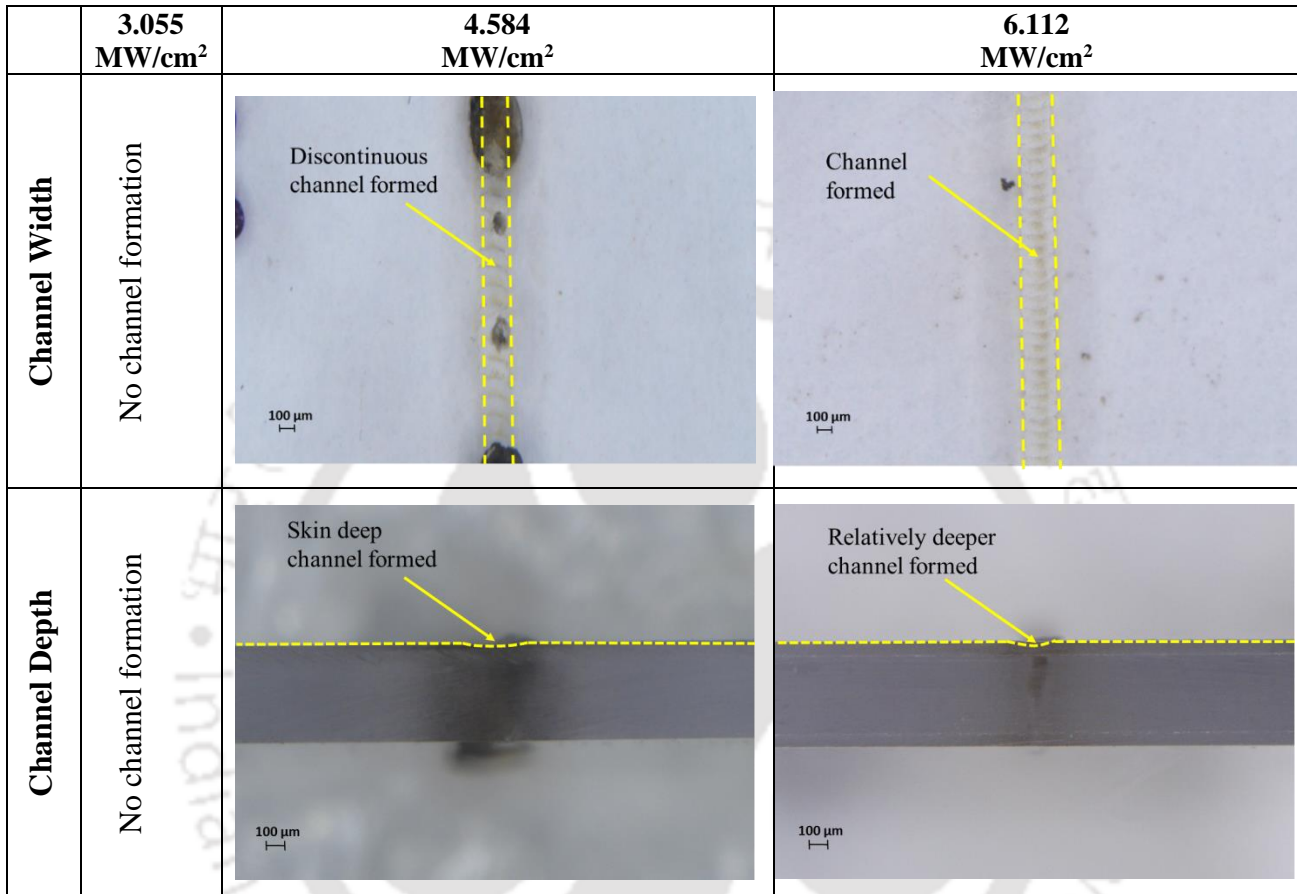 3.055
MW/cm²
4.584
MW/cm²
6.112
MW/cm²
Channel Width
No channel formation
Discontinuous
channel formed
100 µm
Channel
formed
100 µm
Channel Depth
No channel formation
Skin deep
channel formed
100 µm
Relatively deeper
channel formed
100 µm